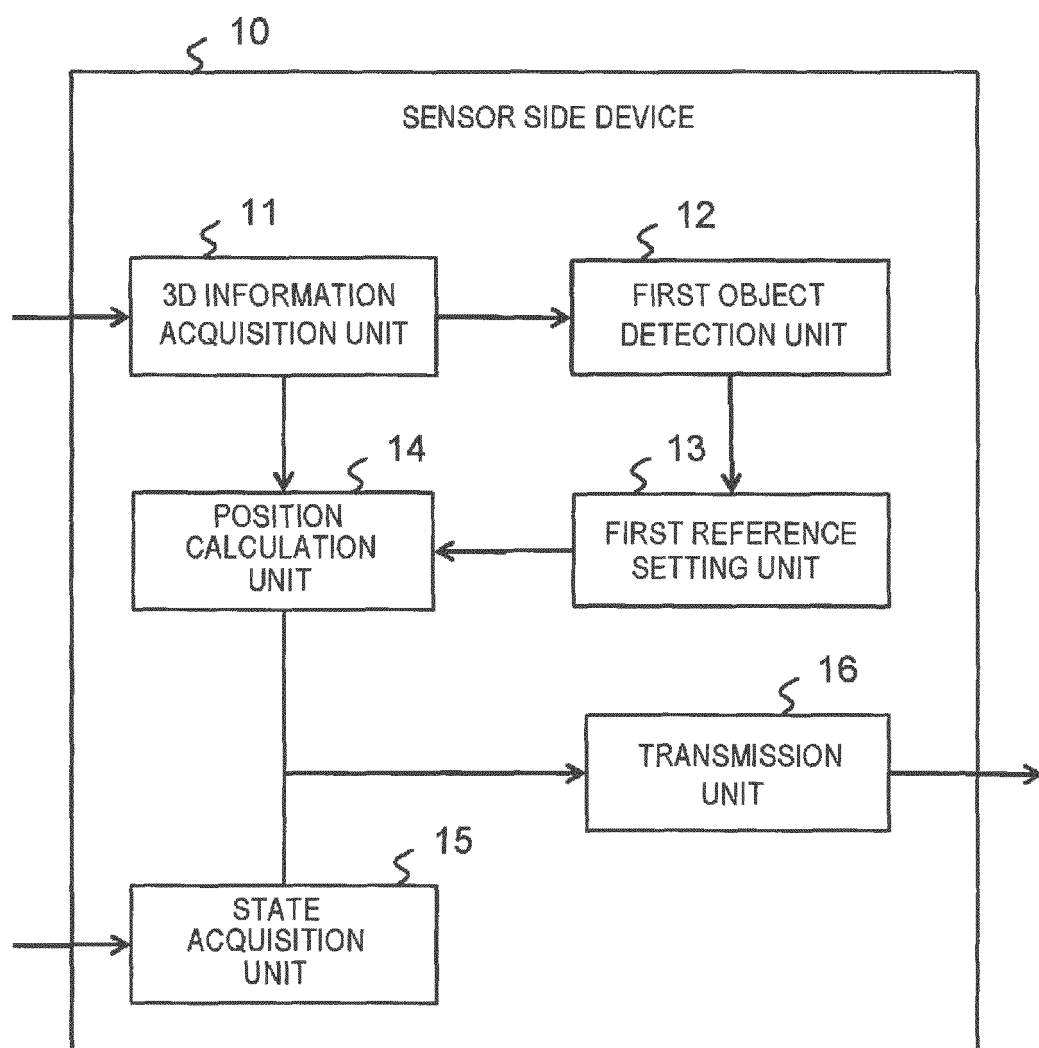 10
SENSOR SIDE DEVICE
11
3D INFORMATION
ACQUISITION UNIT
12
FIRST OBJECT
DETECTION UNIT
14
POSITION
CALCULATION
UNIT
13
FIRST REFERENCE
SETTING UNIT
16
TRANSMISSION
UNIT
15
STATE
ACQUISITION
UNIT